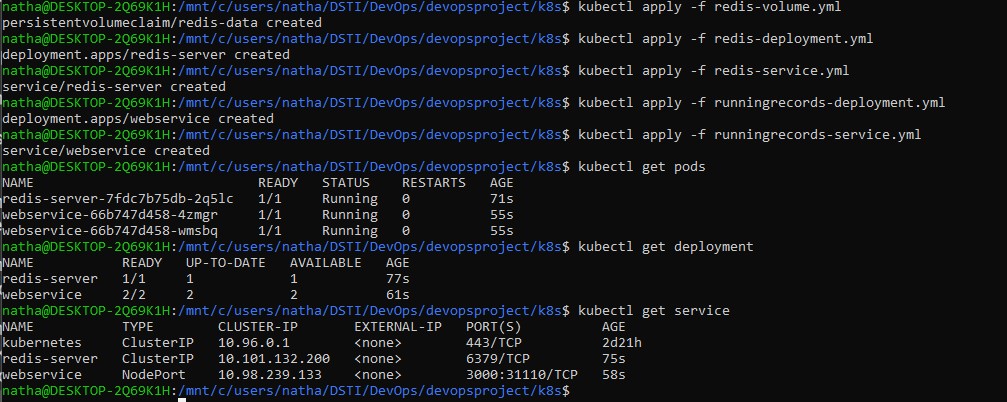 natha@DESKTOP-2Q69K1H:/mnt/c/users/natha/DSTI/DevOps/devopsproject/k8s$ kubectl apply -f redis-volume.yml
persistentvolumeclaim/redis-data created
natha@DESKTOP-2Q69K1H:/mnt/c/users/natha/DSTI/DevOps/devopsproject/k8s$ kubectl apply -f redis-deployment.yml
deployment.apps/redis-server created
natha@DESKTOP-2Q69K1H:/mnt/c/users/natha/DSTI/DevOps/devopsproject/k8s$ kubectl apply -f redis-service.yml
service/redis-server created
natha@DESKTOP-2Q69K1H:/mnt/c/users/natha/DSTI/DevOps/devopsproject/k8s$ kubectl apply -f runningrecords-deployment.yml
deployment.apps/webservice created
natha@DESKTOP-2Q69K1H:/mnt/c/users/natha/DSTI/DevOps/devopsproject/k8s$ kubectl apply -f runningrecords-service.yml
service/webservice created
natha@DESKTOP-2Q69K1H:/mnt/c/users/natha/DSTI/DevOps/devopsproject/k8s$ kubectl get pods
NAME READY STATUS RESTARTS AGE
redis-server-7fdc7b75db-2q5lc 1/1 Running 0 71s
webservice-66b747d458-4zmgr 1/1 Running 0 55s
webservice-66b747d458-wmsbq 1/1 Running 0 55s
natha@DESKTOP-2Q69K1H:/mnt/c/users/natha/DSTI/DevOps/devopsproject/k8s$ kubectl get deployment
NAME READY UP-TO-DATE AVAILABLE AGE
redis-server 1/1 1 1 77s
webservice 2/2 2 2 61s
natha@DESKTOP-2Q69K1H:/mnt/c/users/natha/DSTI/DevOps/devopsproject/k8s$ kubectl get service
NAME TYPE CLUSTER-IP EXTERNAL-IP PORT(S) AGE
kubernetes ClusterIP 10.96.0.1 <none> 443/TCP 2d21h
redis-server ClusterIP 10.101.132.200 <none> 6379/TCP 75s
webservice NodePort 10.98.239.133 <none> 3000:31110/TCP 58s
natha@DESKTOP-2Q69K1H:/mnt/c/users/natha/DSTI/DevOps/devopsproject/k8s$